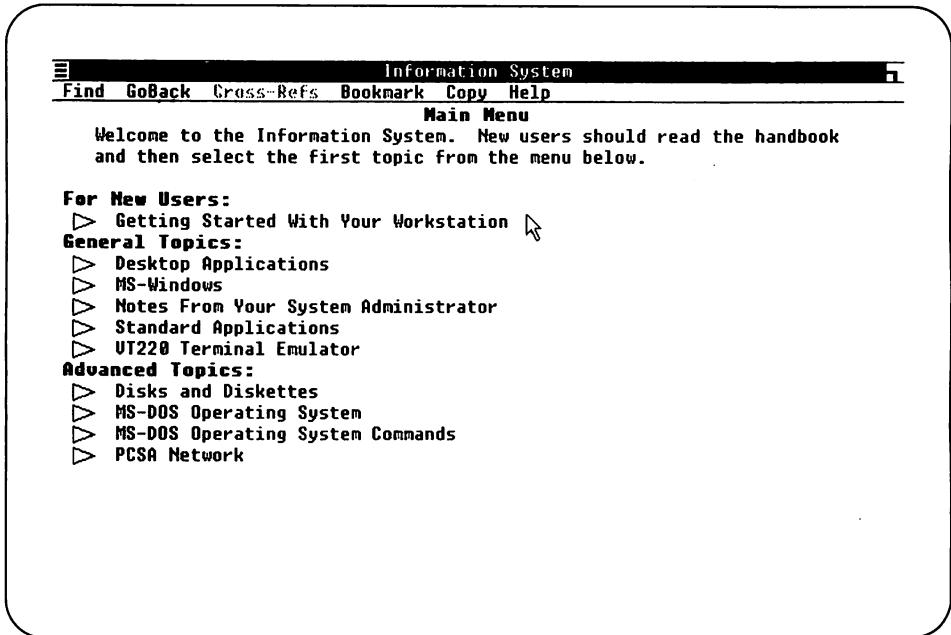 Information System
Find GoBack Cross-Refs Bookmark Copy Help
Main Menu
Welcome to the Information System. New users should read the handbook
and then select the first topic from the menu below.
For New Users:
Getting Started With Your Workstation
General Topics:
Desktop Applications
MS-Windows
Notes From Your System Administrator
Standard Applications
VT220 Terminal Emulator
Advanced Topics:
Disks and Diskettes
MS-DOS Operating System
MS-DOS Operating System Commands
PCSA Network